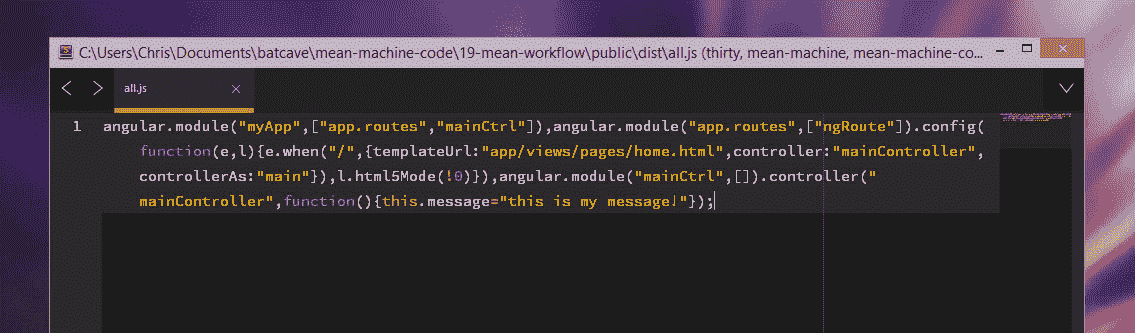 C:\Users\Chris\Documents\batcave\mean-machine-code\19-mean-workflow\public\dist\all.js (thirty, mean-machine, mean-machine-co...
all.js
1 angular.module("myApp",["app.routes","mainCtrl"]),angular.module("app.routes",["ngRoute"]).config(
function(e,l){e.when("/",{templateUrl:"app/views/pages/home.html",controller:"mainController",
controllerAs:"main"}),l.html5Mode(!0)}),angular.module("mainCtrl",[]).controller("
mainController",function(){this.message="this is my message!"});